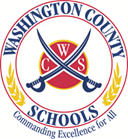 WASHINGTON COUNTY
W
C S
SCHOOLS
Commanding Excellence for All